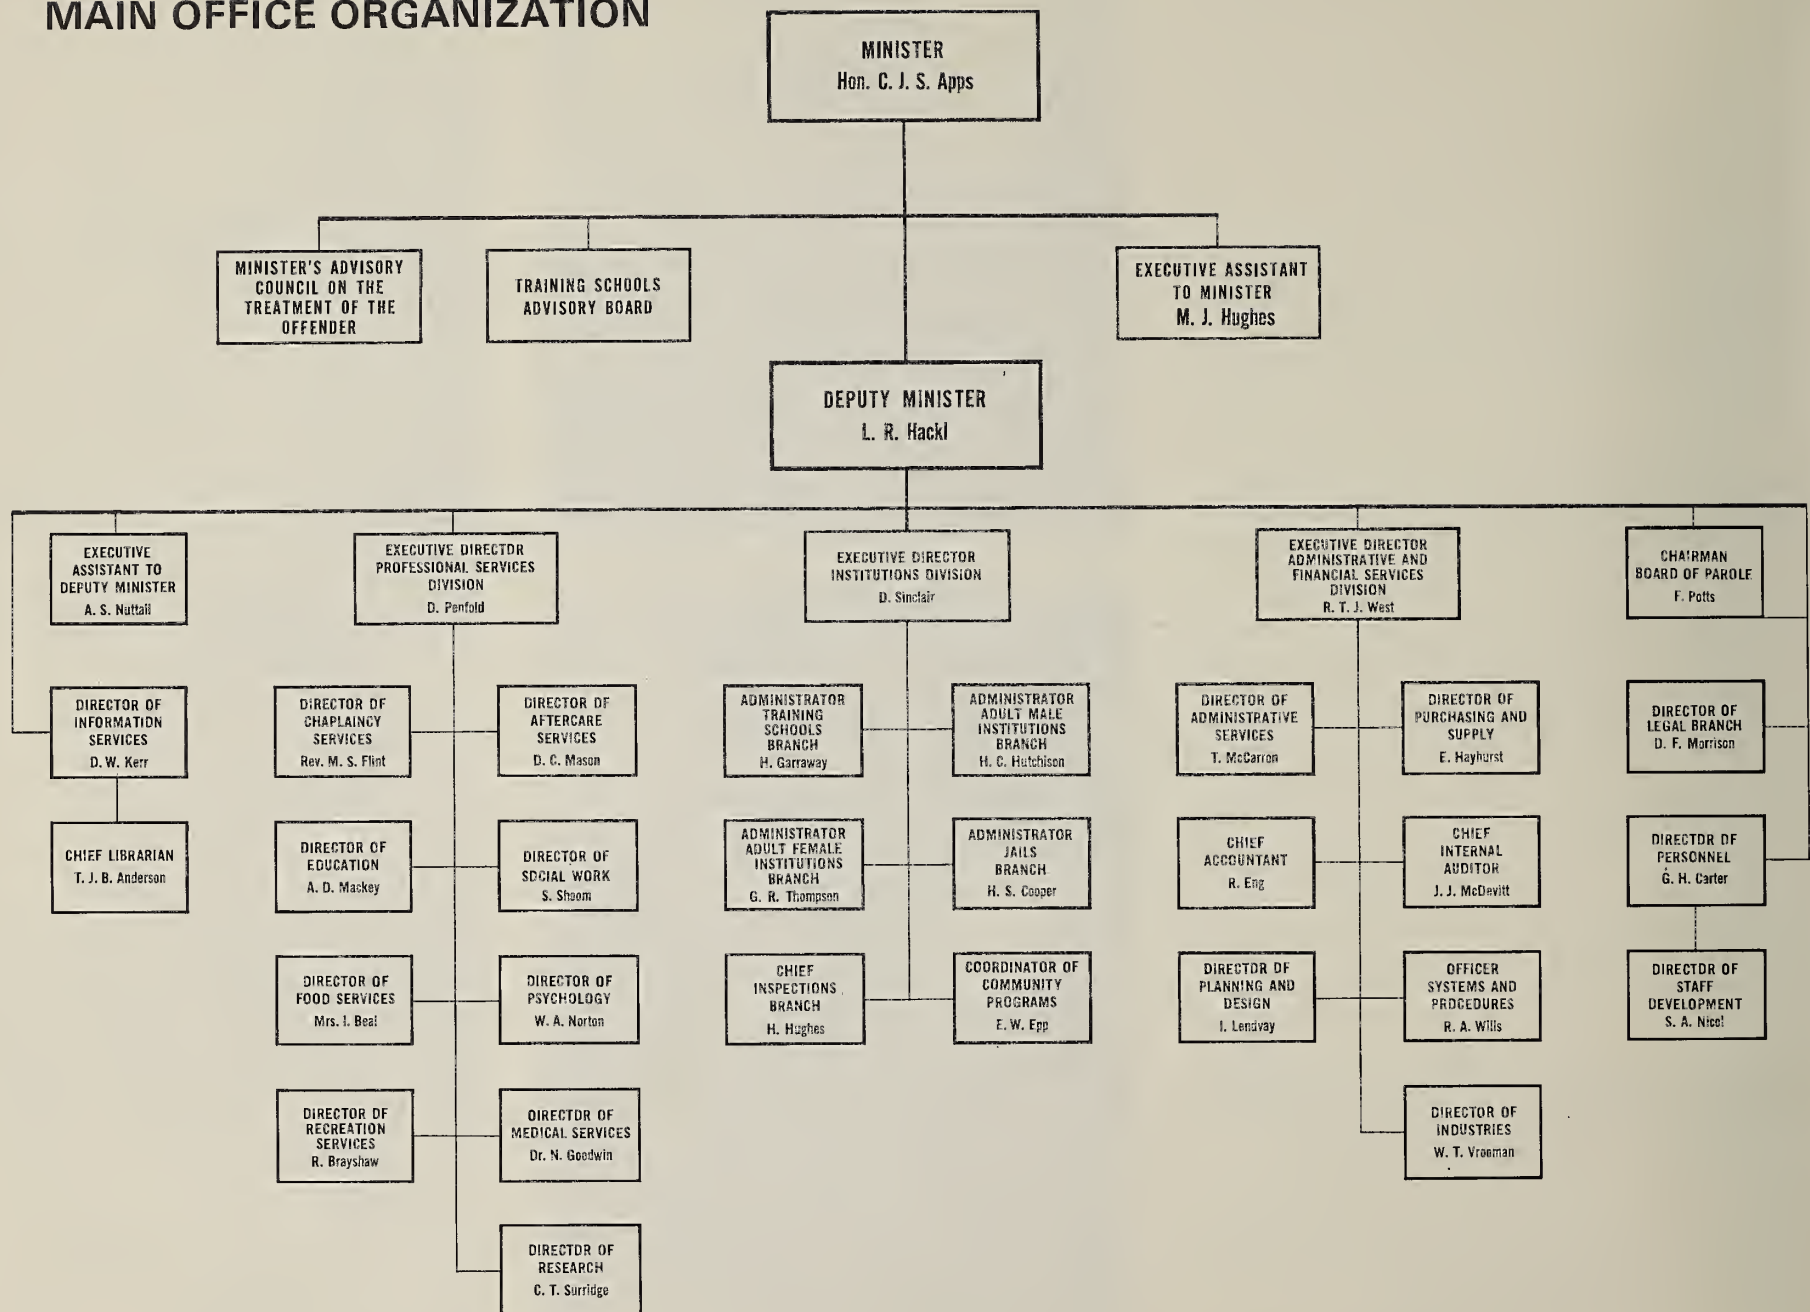 MAIN OFFICE ORGANIZATION
MINISTER
Hon. C. J. S. Apps
MINISTER'S ADVISORY
COUNCIL ON THE
TREATMENT OF THE
OFFENDER
TRAINING SCHOOLS
ADVISORY BOARD
EXECUTIVE ASSISTANT
TO MINISTER
M. J. Hughes
DEPUTY MINISTER
L. R. Hackl
EXECUTIVE
ASSISTANT TO
DEPUTY MINISTER
A. S. Nuttall
EXECUTIVE DIRECTOR
PROFESSIONAL SERVICES
DIVISION
D. Penfold
EXECUTIVE DIRECTOR
INSTITUTIONS DIVISION
D. Sinclair
EXECUTIVE DIRECTOR
ADMINISTRATIVE AND
FINANCIAL SERVICES
DIVISION
R. T. J. West
CHAIRMAN
BOARD OF PAROLE
F. Potts
DIRECTOR OF
INFORMATION
SERVICES
D. W. Kerr
DIRECTOR OF
CHAPLAINCY
SERVICES
Rev. M. S. Flint
DIRECTOR OF
AFTERCARE
SERVICES
D. C. Mason
ADMINISTRATOR
TRAINING
SCHOOLS
BRANCH
H. Garraway
ADMINISTRATOR
ADULT MALE
INSTITUTIONS
BRANCH
H. C. Hutchison
DIRECTOR OF
ADMINISTRATIVE
SERVICES
T. McCarron
DIRECTOR OF
PURCHASING AND
SUPPLY
E. Hayhurst
DIRECTOR OF
LEGAL BRANCH
D. F. Morrison
CHIEF LIBRARIAN
T. J. B. Anderson
DIRECTOR OF
EDUCATION
A. D. Mackey
DIRECTOR OF
SOCIAL WORK
S. Shoom
ADMINISTRATOR
ADULT FEMALE
INSTITUTIONS
BRANCH
G. R. Thompson
ADMINISTRATOR
JAILS
BRANCH
H. S. Cooper
CHIEF
ACCOUNTANT
R. Eng
CHIEF
INTERNAL
AUDITOR
J. J. McDevitt
DIRECTOR OF
PERSONNEL
G. H. Carter
DIRECTOR OF
FOOD SERVICES
Mrs. I. Beal
DIRECTOR OF
PSYCHOLOGY
W. A. Norton
CHIEF
INSPECTIONS
BRANCH
H. Hughes
COORDINATOR OF
COMMUNITY
PROGRAMS
E. W. Epp
DIRECTOR OF
PLANNING AND
DESIGN
I. Lendvay
OFFICER
SYSTEMS AND
PROCEDURES
R. A. Wills
DIRECTOR OF
STAFF
DEVELOPMENT
S. A. Nicol
DIRECTOR OF
RECREATION
SERVICES
R. Brayshaw
DIRECTOR OF
MEDICAL SERVICES
Dr. N. Goodwin
DIRECTOR OF
INDUSTRIES
W. T. Vrooman
DIRECTOR OF
RESEARCH
C. T. Surridge